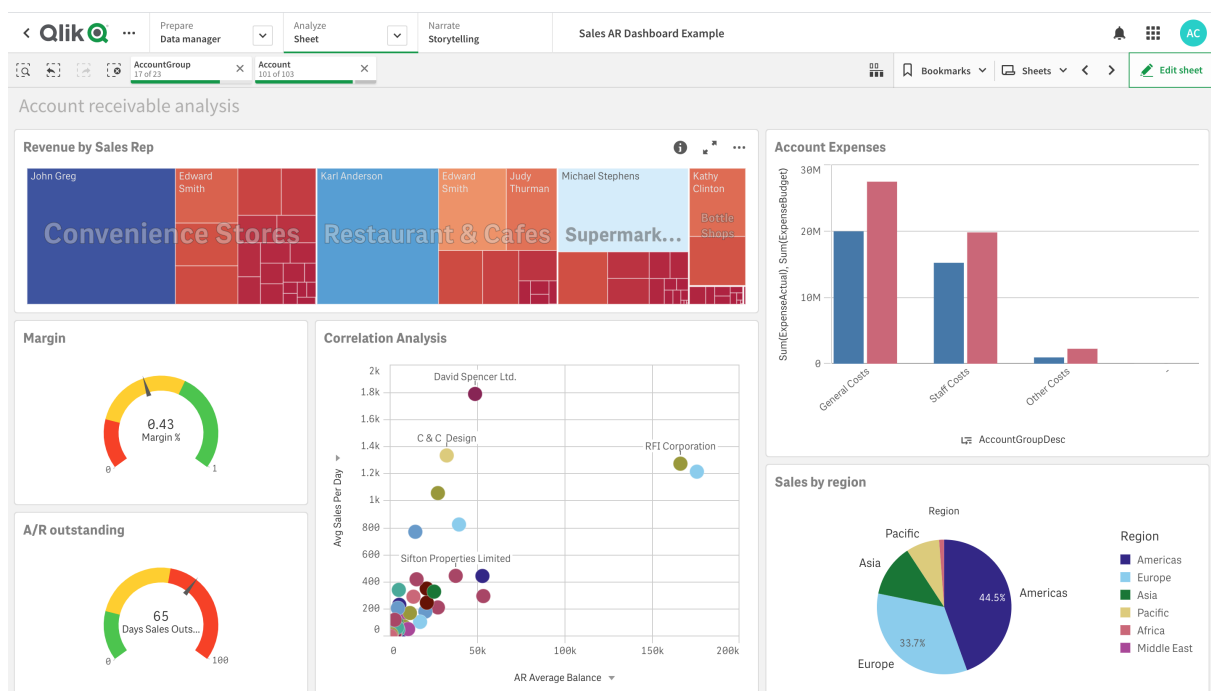 Qlik
Prepare
Data manager
Analyze
Sheet
Narrate
Storytelling
Sales AR Dashboard Example
AC
AccountGroup
17 of 23
Account
101 of 103
Bookmarks
Sheets
Edit sheet
Account receivable analysis
Revenue by Sales Rep
John Greg
Edward
Smith
Karl Anderson
Edward
Smith
Judy
Thurman
Michael Stephens
Kathy
Clinton
Convenience Stores
Restaurant & Cafes
Supermark...
Bottle
Shops
Account Expenses
Sum(ExpenseActual), Sum(ExpenseBudget)
30M
20M
10M
0
General Costs
Staff Costs
Other Costs
-
AccountGroupDesc
Margin
0.43
Margin %
0
1
A/R outstanding
65
Days Sales Outs...
0
100
Correlation Analysis
Avg Sales Per Day
2k
1.8k
1.6k
1.4k
1.2k
1k
800
600
400
200
0
David Spencer Ltd.
C & C Design
RFI Corporation
Sifton Properties Limited
0
50k
100k
150k
200k
AR Average Balance
Sales by region
Region
Pacific
Asia
Europe
Americas
44.5%
33.7%
Region
Americas
Europe
Asia
Pacific
Africa
Middle East